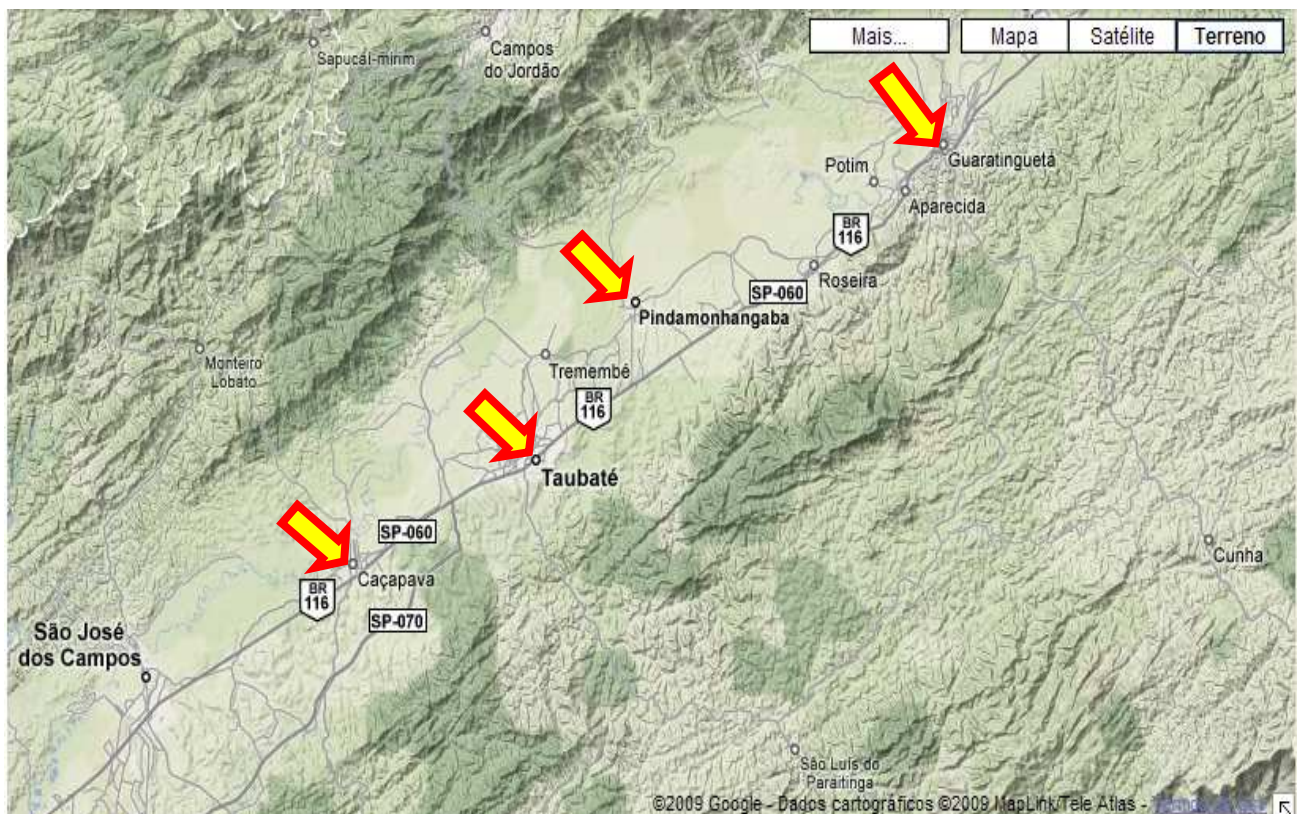 Mais...
Mapa
Satélite
Terreno
Sapucaí-mirim
Campos
do Jordão
Guaratinguetá
Potim
Aparecida
BR
116
Roseira
SP-060
Pindamonhangaba
Monteiro
Lobato
Tremembé
BR
116
Taubaté
SP-060
Cunha
Caçapava
BR
116
SP-070
São José
dos Campos
São Luís do
Paraitinga
©2009 Google - Dados cartográficos ©2009 MapLink/Tele Atlas -